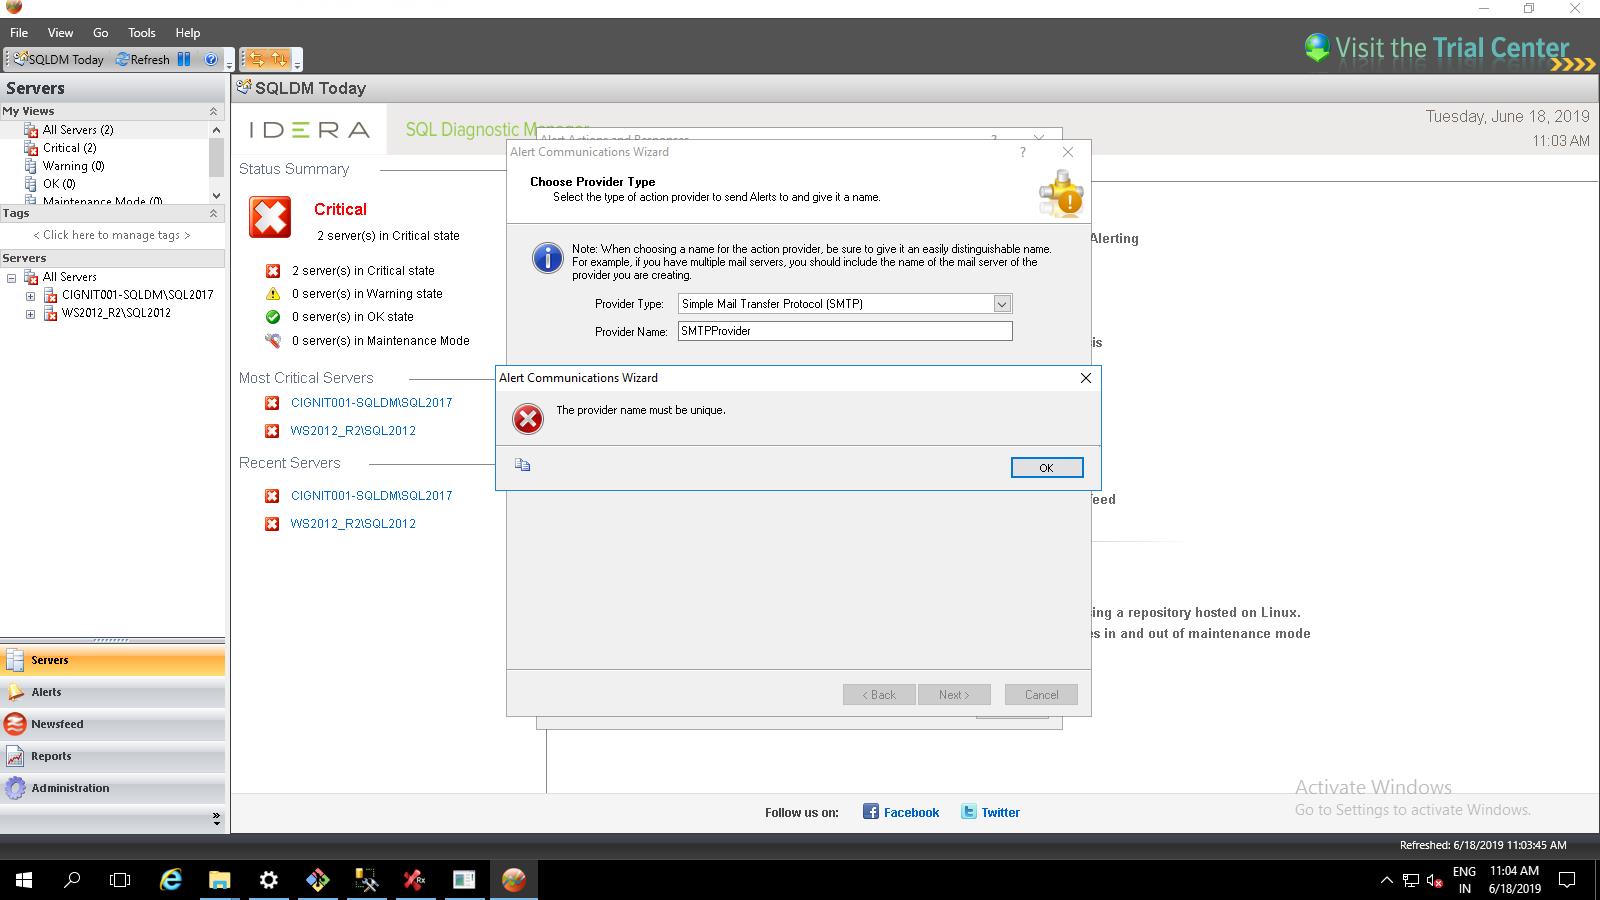 File View Go Tools Help
SQLDM Today Refresh
Visit the Trial Center
Servers
My Views
All Servers (2)
Critical (2)
Warning (0)
OK (0)
Maintenance Mode (0)
Tags
< Click here to manage tags >
Servers
All Servers
CIGNIT001-SQLDM\SQL2017
WS2012_R2\SQL2012
Servers
Alerts
Newsfeed
Reports
Administration
SQLDM Today
IDERA SQL Diagnostic Manager
Tuesday, June 18, 2019
11:03 AM
Status Summary
Critical
2 server(s) in Critical state
2 server(s) in Critical state
0 server(s) in Warning state
0 server(s) in OK state
0 server(s) in Maintenance Mode
Most Critical Servers
CIGNIT001-SQLDM\SQL2017
WS2012_R2\SQL2012
Recent Servers
CIGNIT001-SQLDM\SQL2017
WS2012_R2\SQL2012
Alert Actions and Responses
Alert Communications Wizard ?
Choose Provider Type
Select the type of action provider to send Alerts to and give it a name.
Note: When choosing a name for the action provider, be sure to give it an easily distinguishable name.
For example, if you have multiple mail servers, you should include the name of the mail server of the
provider you are creating.
Provider Type: Simple Mail Transfer Protocol (SMTP)
Provider Name: SMTPProvider
Alert Communications Wizard
The provider name must be unique.
OK
< Back Next > Cancel
Alerting
is
eed
ing a repository hosted on Linux.
es in and out of maintenance mode
Activate Windows
Go to Settings to activate Windows.
Follow us on: Facebook Twitter
Refreshed: 6/18/2019 11:03:45 AM
ENG
IN
11:04 AM
6/18/2019